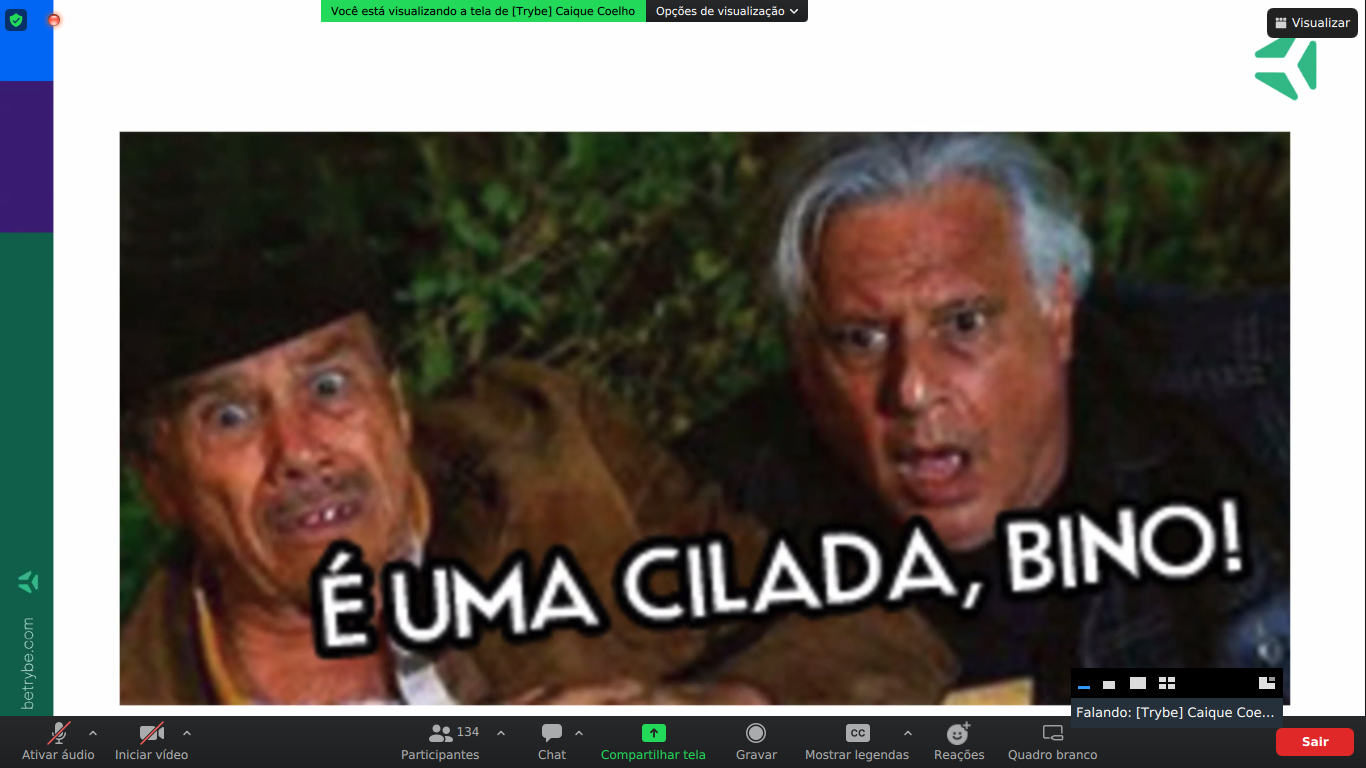 Você está visualizando a tela de [Trybe] Caique Coelho
Opções de visualização
Visualizar
É UMA CILADA, BINO!
betrybe.com
Falando: [Trybe] Caique Coe...
Ativar áudio
Iniciar vídeo
134
Participantes
Chat
Compartilhar tela
Gravar
CC
Mostrar legendas
Reações
Quadro branco
Sair